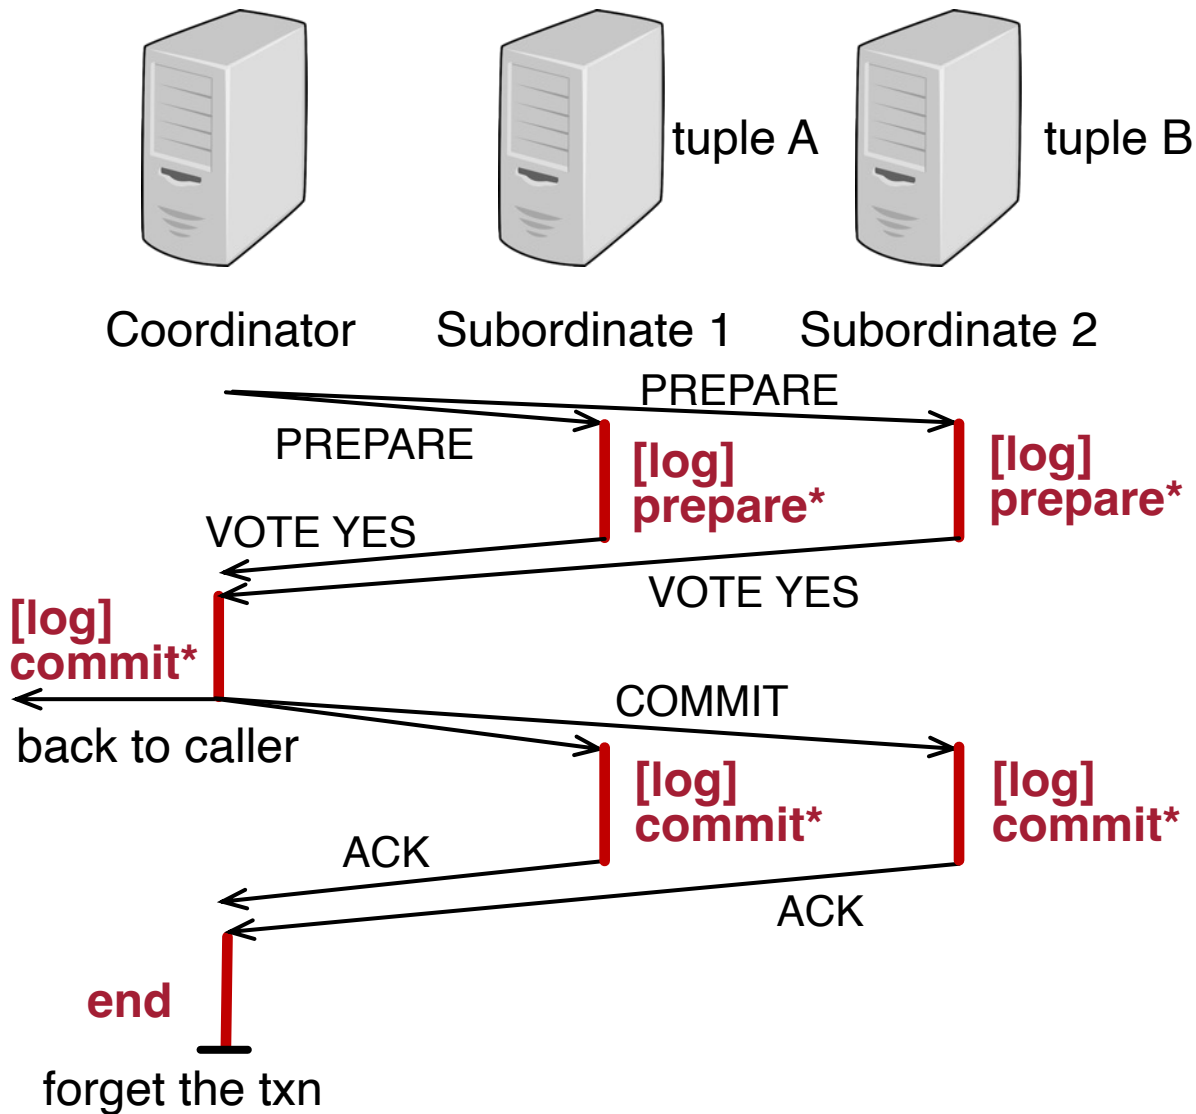 tuple A
tuple B
Coordinator
Subordinate 1
Subordinate 2
PREPARE
PREPARE
[log]
prepare*
[log]
prepare*
VOTE YES
VOTE YES
[log]
commit*
back to caller
COMMIT
[log]
commit*
[log]
commit*
ACK
ACK
end
forget the txn